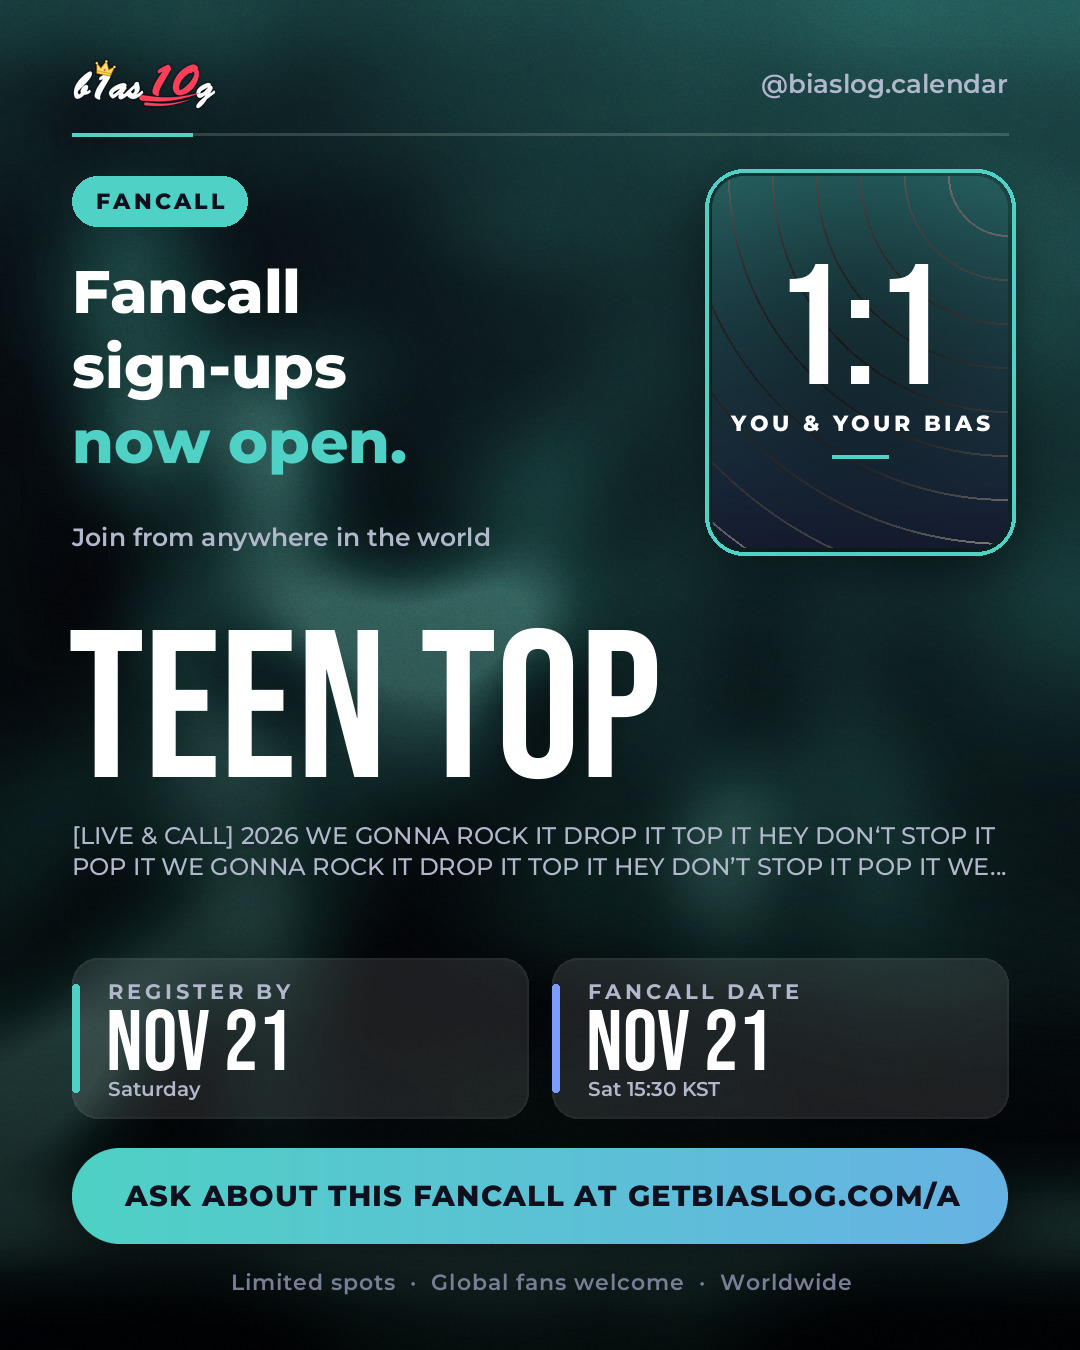 b1as10g
@biaslog.calendar
FANCALL
Fancall
sign-ups
now open.
Join from anywhere in the world
1:1
YOU & YOUR BIAS
TEEN TOP
[LIVE & CALL] 2026 WE GONNA ROCK IT DROP IT TOP IT HEY DON‘T STOP IT
POP IT WE GONNA ROCK IT DROP IT TOP IT HEY DON’T STOP IT POP IT WE...
REGISTER BY
NOV 21
Saturday
FANCALL DATE
NOV 21
Sat 15:30 KST
ASK ABOUT THIS FANCALL AT GETBIASLOG.COM/A
Limited spots · Global fans welcome · Worldwide